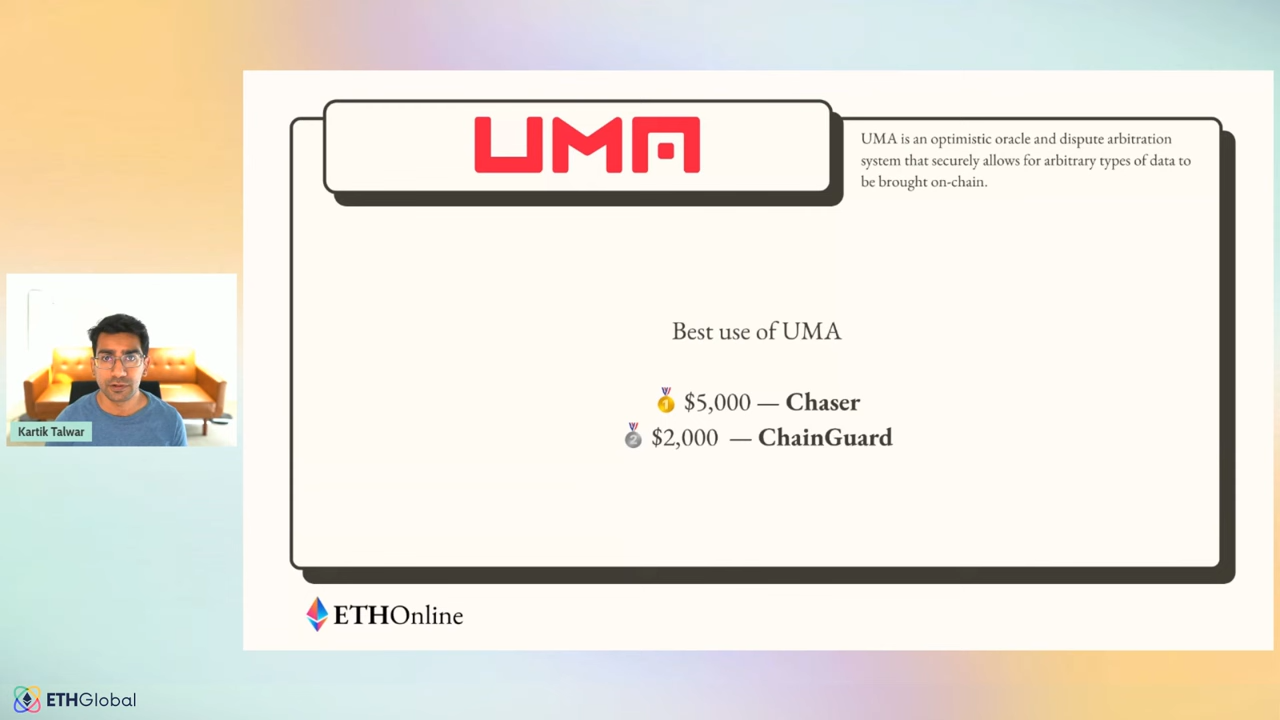 UMA
UMA is an optimistic oracle and dispute arbitration
system that securely allows for arbitrary types of data to
be brought on-chain.
Best use of UMA
🥇 $5,000 — Chaser
🥈 $2,000 — ChainGuard
Kartik Talwar
ETHOnline
ETHGlobal